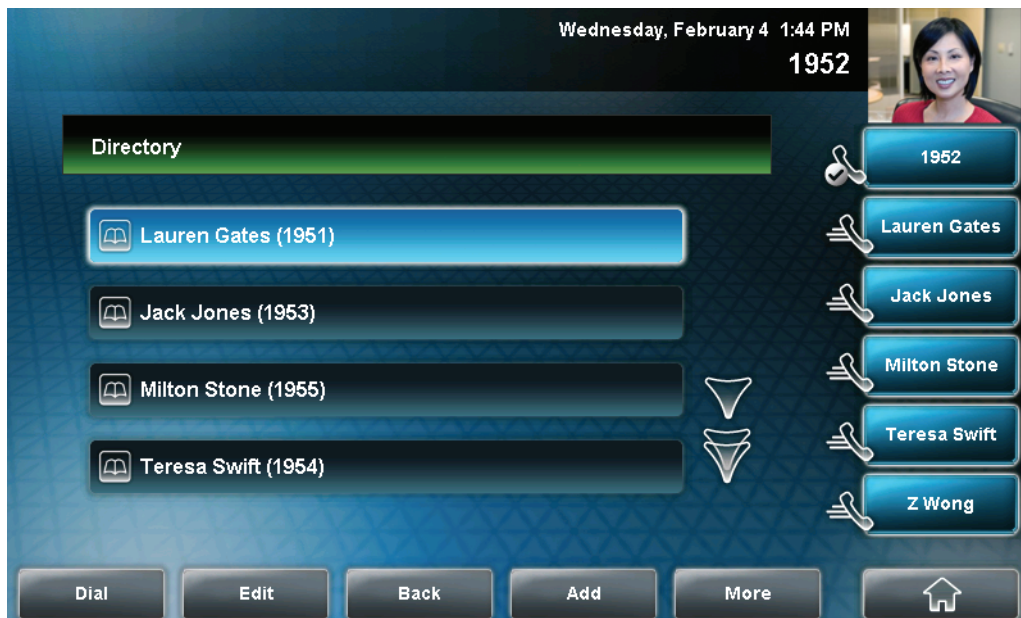 Wednesday, February 4 1:44 PM
1952
Directory
Lauren Gates (1951)
Jack Jones (1953)
Milton Stone (1955)
Teresa Swift (1954)
1952
Lauren Gates
Jack Jones
Milton Stone
Teresa Swift
Z Wong
Dial
Edit
Back
Add
More